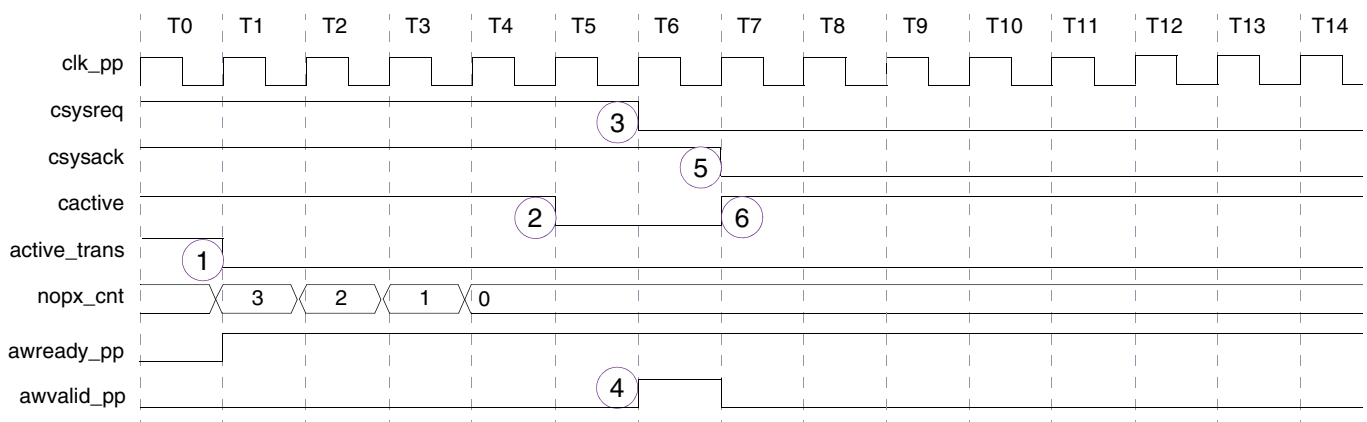 T0 T1 T2 T3 T4 T5 T6 T7 T8 T9 T10 T11 T12 T13 T14
clk_pp
csysreq 3
csysack 5
cactive 2 6
active_trans 1
nopx_cnt 3 2 1 0
awready_pp
awvalid_pp 4